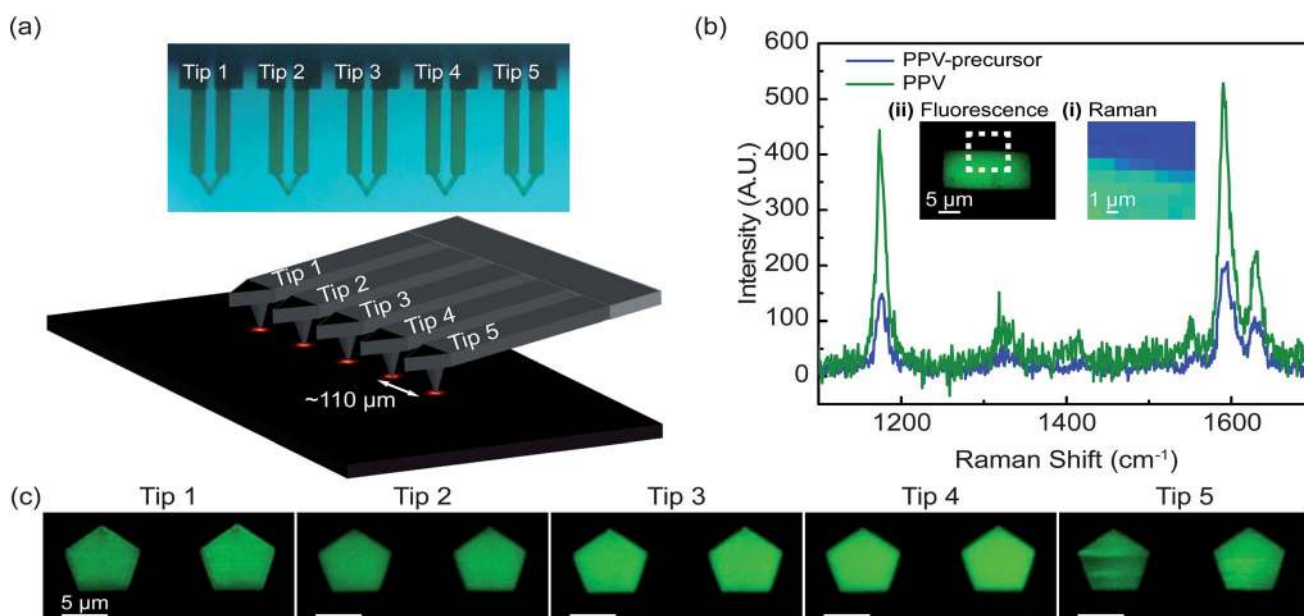 (a)
Tip 1 Tip 2 Tip 3 Tip 4 Tip 5
Tip 1
Tip 2
Tip 3
Tip 4
Tip 5
~110 µm
(b)
600
500
400
300
200
100
0
Intensity (A.U.)
PPV-precursor
PPV
(ii) Fluorescence (i) Raman
5 µm
1 µm
1200 1400 1600
Raman Shift (cm-1)
(c)
Tip 1 Tip 2 Tip 3 Tip 4 Tip 5
5 µm